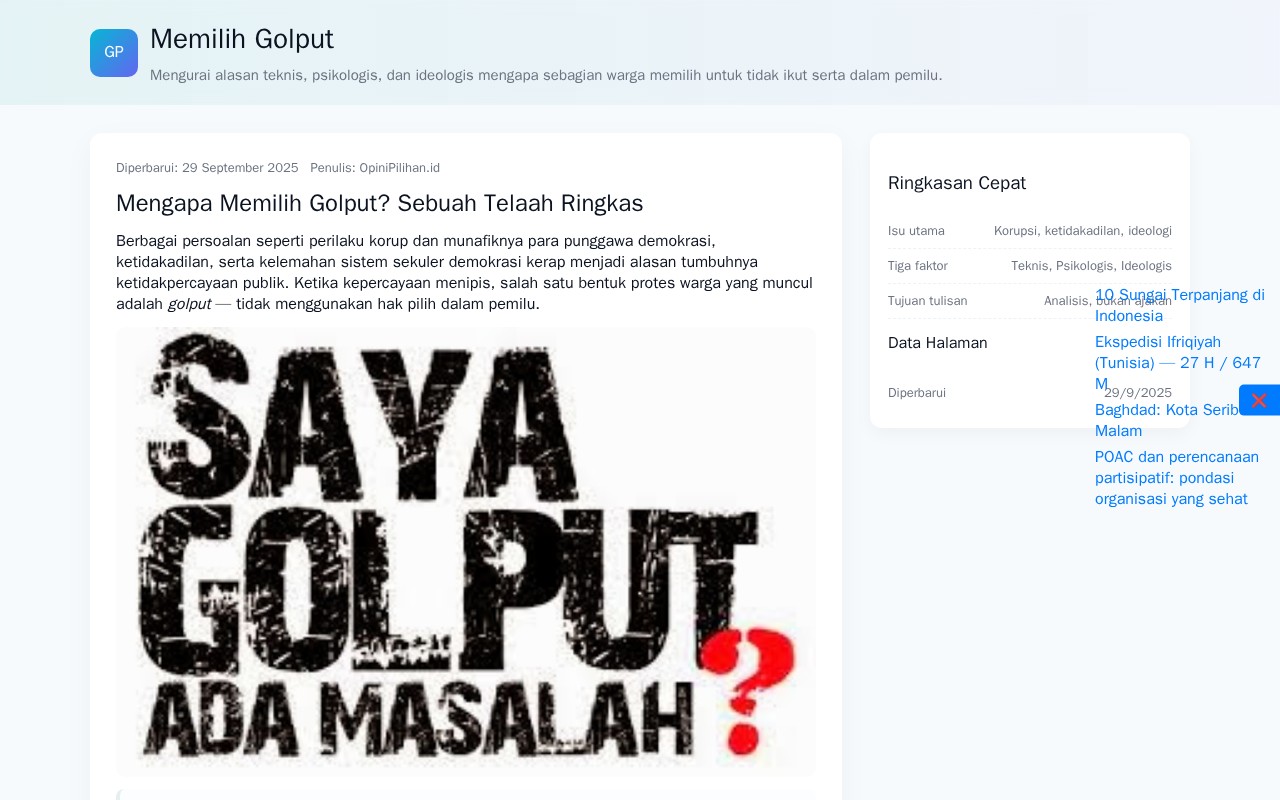 GP
Memilih Golput
Mengurai alasan teknis, psikologis, dan ideologis mengapa sebagian warga memilih untuk tidak ikut serta dalam pemilu.
Diperbarui: 29 September 2025 Penulis: OpiniPilihan.id
Mengapa Memilih Golput? Sebuah Telaah Ringkas
Berbagai persoalan seperti perilaku korup dan munafiknya para punggawa demokrasi,
ketidakadilan, serta kelemahan sistem sekuler demokrasi kerap menjadi alasan tumbuhnya
ketidakpercayaan publik. Ketika kepercayaan menipis, salah satu bentuk protes warga yang muncul
adalah golput — tidak menggunakan hak pilih dalam pemilu.
SAYA
GOLPUT
ADA MASALAH ?
Ringkasan Cepat
Isu utama Korupsi, ketidakadilan, ideologi
Tiga faktor Teknis, Psikologis, Ideologis
Tujuan tulisan Analisis, bukan ajakan
Data Halaman
Diperbarui 29/9/2025
10 Sungai Terpanjang di
Indonesia
Ekspedisi Ifriqiyah
(Tunisia) — 27 H / 647
M
Baghdad: Kota
Malam
POAC dan perencanaan
partisipatif: pondasi
organisasi yang sehat